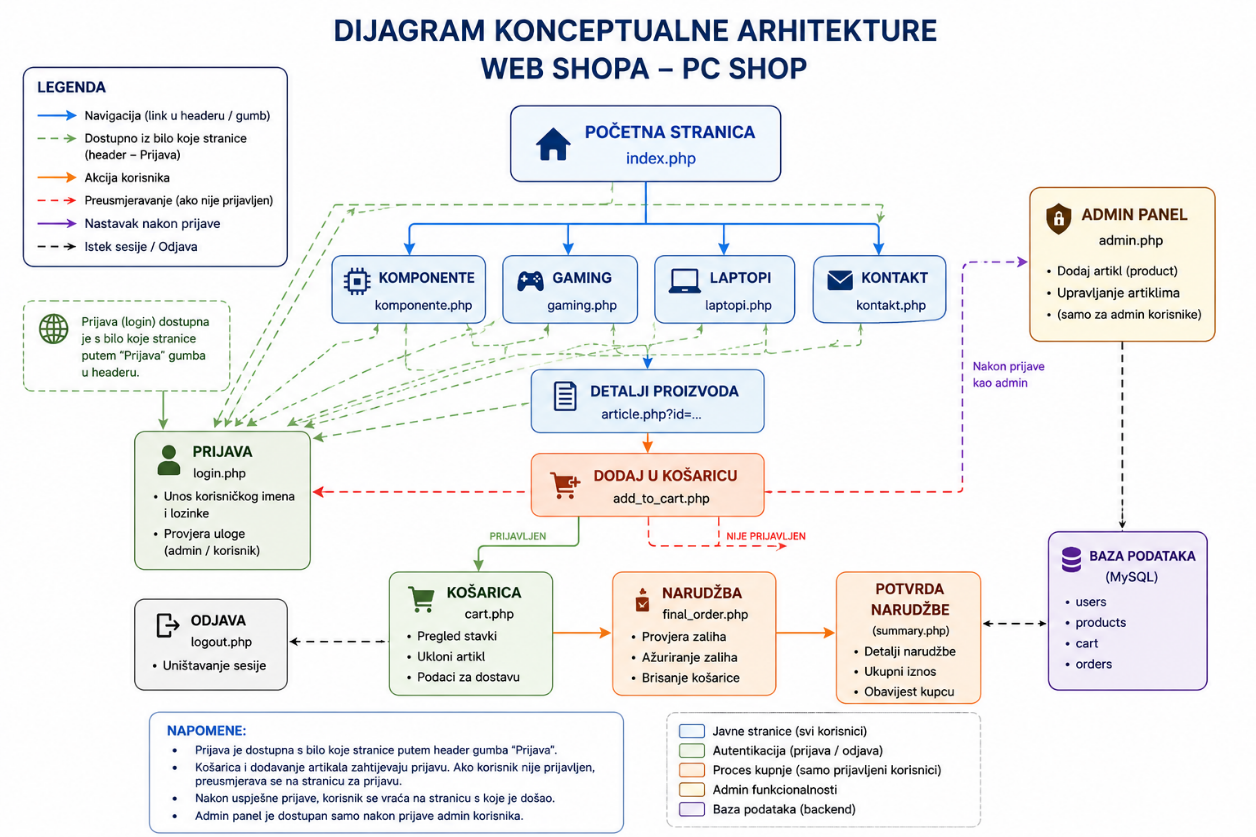 DIJAGRAM KONCEPTUALNE ARHITEKTURE
WEB SHOPA – PC SHOP
LEGENDA
Navigacija (link u headeru / gumb)
Dostupno iz bilo koje stranice
(header – Prijava)
Akcija korisnika
Preusmjeravanje (ako nije prijavljen)
Nastavak nakon prijave
Istek sesije / Odjava
POČETNA STRANICA
index.php
KOMPONENTE
komponente.php
GAMING
gaming.php
LAPTOPI
laptopi.php
KONTAKT
kontakt.php
ADMIN PANEL
admin.php
• Dodaj artikl (product)
• Upravljanje artiklima
• (samo za admin korisnike)
Prijava (login) dostupna
je s bilo koje stranice
putem “Prijava” gumba
u headeru.
Nakon prijave
kao admin
DETALJI PROIZVODA
article.php?id=...
PRIJAVA
login.php
• Unos korisničkog imena
i lozinke
• Provjera uloge
(admin / korisnik)
DODAJ U KOŠARICU
add_to_cart.php
PRIJAVLJEN
NIJE PRIJAVLJEN
BAZA PODATAKA
(MySQL)
• users
• products
• cart
• orders
ODJAVA
logout.php
• Uništavanje sesije
KOŠARICA
cart.php
• Pregled stavki
• Ukloni artikl
• Podaci za dostavu
NARUDŽBA
final_order.php
• Provjera zaliha
• Ažuriranje zaliha
• Brisanje košarice
POTVRDA
NARUDŽBE
(summary.php)
• Detalji narudžbe
• Ukupni iznos
• Obavijest kupcu
NAPOMENE:
• Prijava je dostupna s bilo koje stranice putem header gumba “Prijava”.
• Košarica i dodavanje artikala zahtijevaju prijavu. Ako korisnik nije prijavljen,
preusmjerava se na stranicu za prijavu.
• Nakon uspješne prijave, korisnik se vraća na stranicu s koje je došao.
• Admin panel je dostupan samo nakon prijave admin korisnika.
Javne stranice (svi korisnici)
Autentikacija (prijava / odjava)
Proces kupnje (samo prijavljeni korisnici)
Admin funkcionalnosti
Baza podataka (backend)